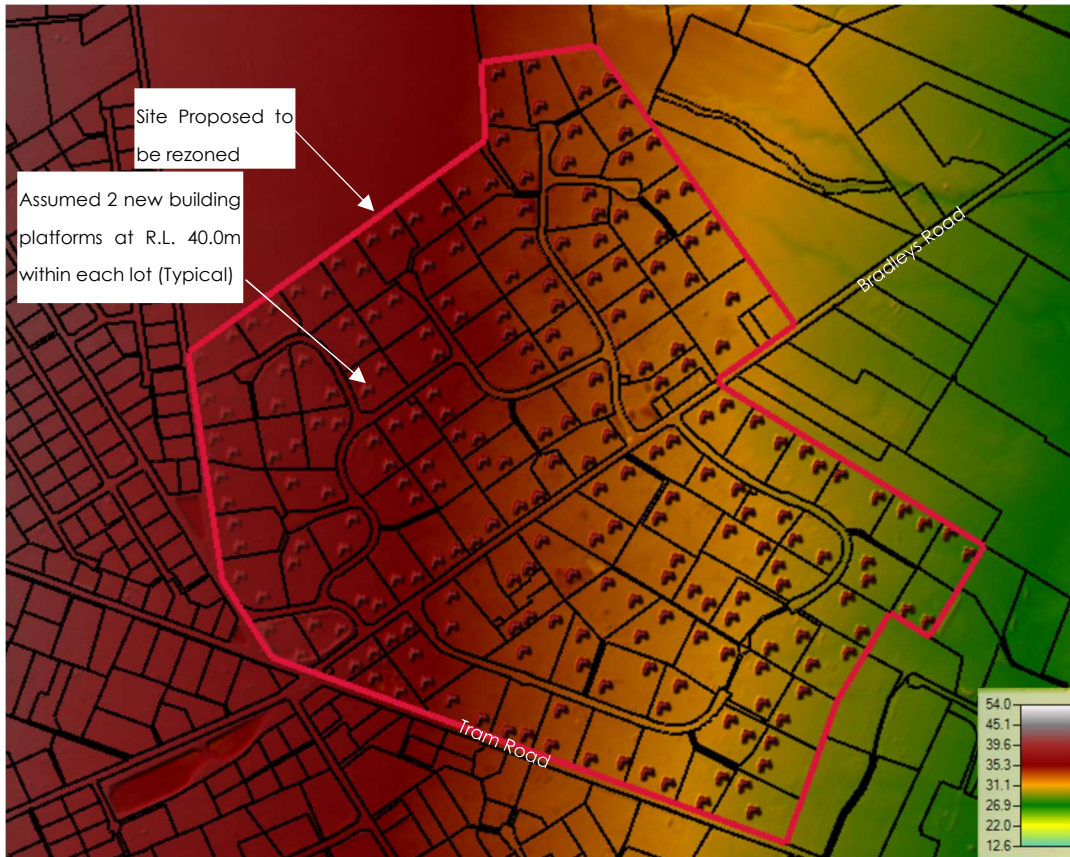 Site Proposed to
be rezoned
Assumed 2 new building
platforms at R.L. 40.0m
within each lot (Typical)
Bradleys Road
Tram Road
54.0
45.1
39.6
35.3
31.1
26.9
22.0
12.6